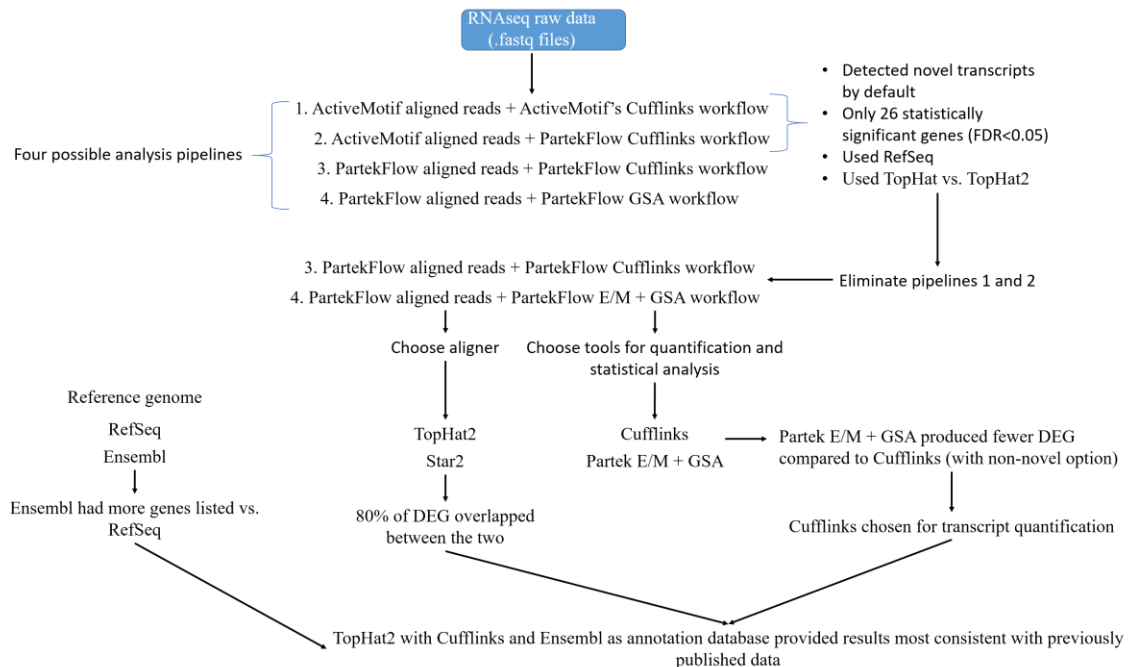 RNAseq raw data
(.fastq files)
Four possible analysis pipelines
1. ActiveMotif aligned reads + ActiveMotif's Cufflinks workflow
2. ActiveMotif aligned reads + PartekFlow Cufflinks workflow
3. PartekFlow aligned reads + PartekFlow Cufflinks workflow
4. PartekFlow aligned reads + PartekFlow GSA workflow
• Detected novel transcripts
by default
• Only 26 statistically
significant genes (FDR<0.05)
• Used RefSeq
• Used TopHat vs. TopHat2
Eliminate pipelines 1 and 2
3. PartekFlow aligned reads + PartekFlow Cufflinks workflow
4. PartekFlow aligned reads + PartekFlow E/M + GSA workflow
Choose aligner
Choose tools for quantification and
statistical analysis
Reference genome
RefSeq
Ensembl
Ensembl had more genes listed vs.
RefSeq
TopHat2
Star2
80% of DEG overlapped
between the two
Cufflinks
Partek E/M + GSA
Partek E/M + GSA produced fewer DEG
compared to Cufflinks (with non-novel option)
Cufflinks chosen for transcript quantification
TopHat2 with Cufflinks and Ensembl as annotation database provided results most consistent with previously
published data